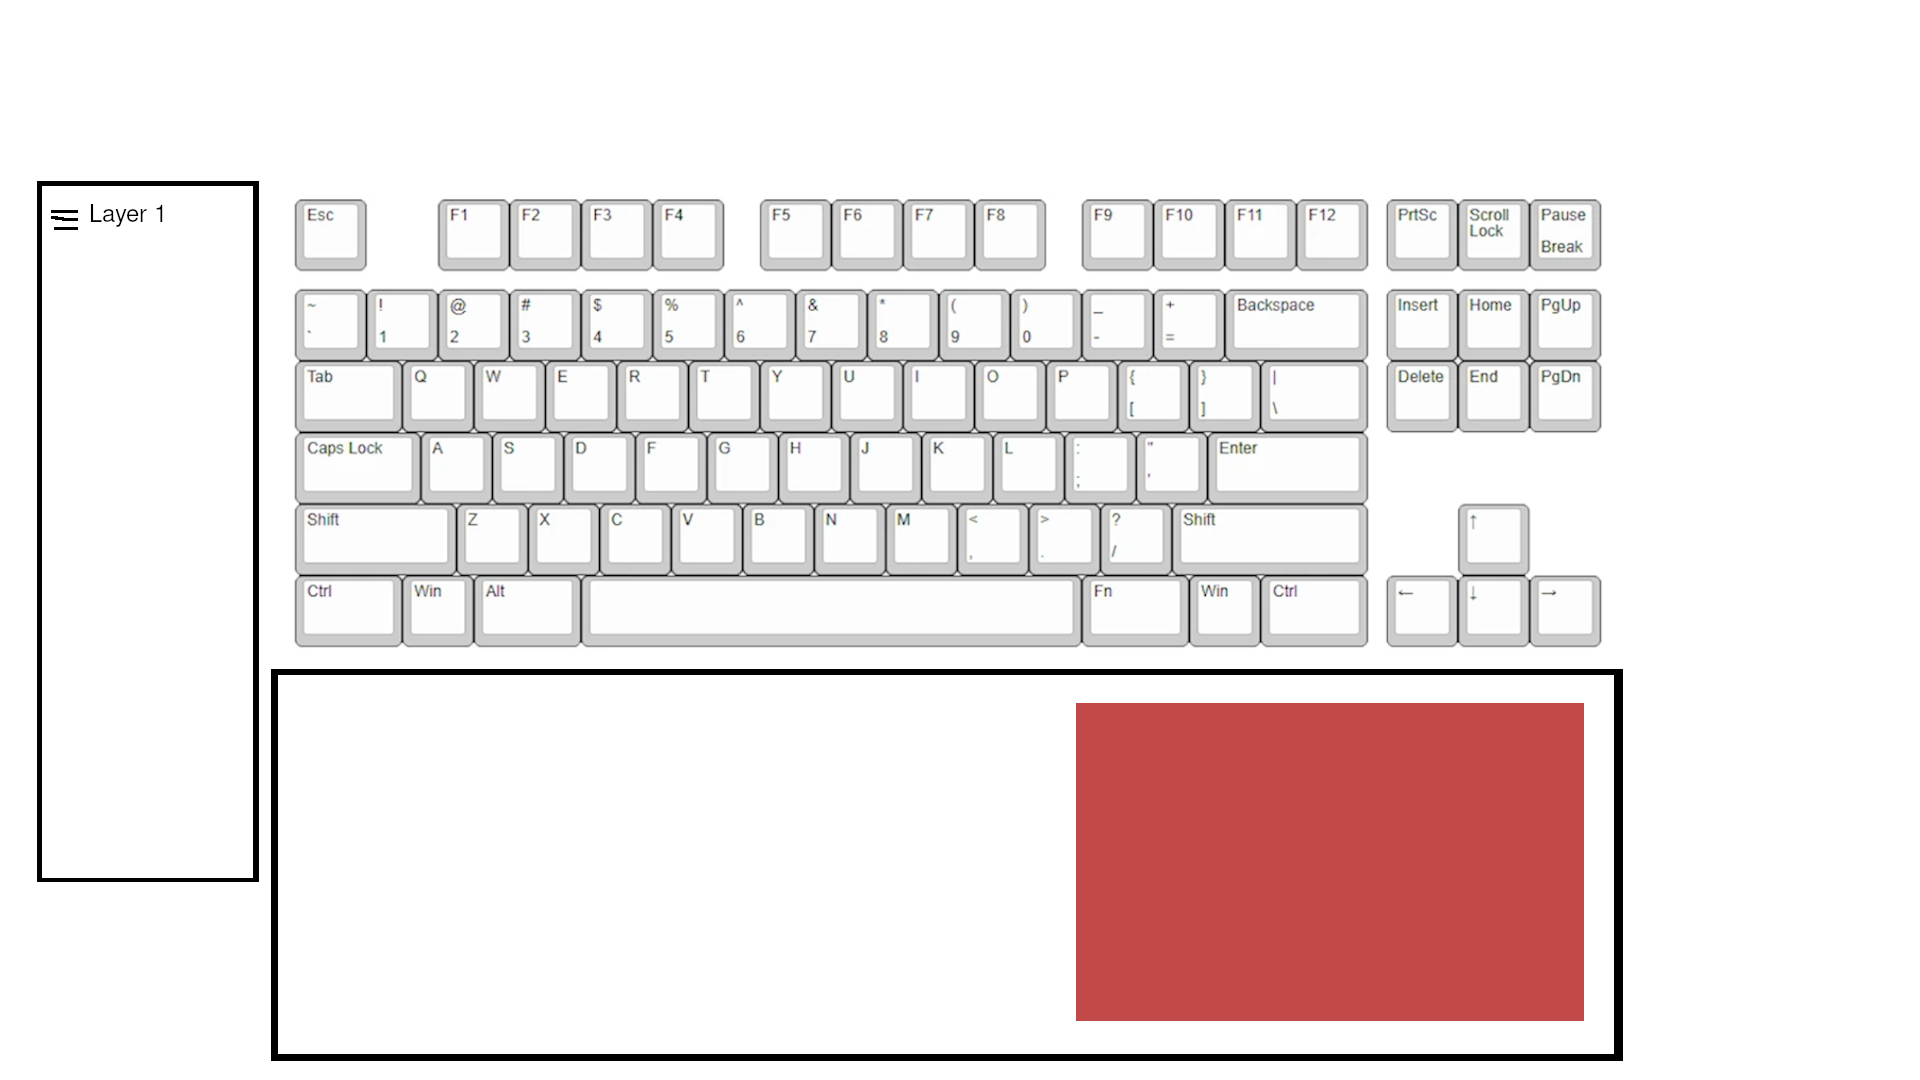 Layer 1
Esc F1 F2 F3 F4 F5 F6 F7 F8 F9 F10 F11 F12 PrtSc Scroll Lock Pause Break
~ ! @ # $ % ^ & * ( ) _ + Backspace Insert Home PgUp
` 1 2 3 4 5 6 7 8 9 0 - =
Tab Q W E R T Y U I O P { } | Delete End PgDn
[ ] \
Caps Lock A S D F G H J K L : " Enter
; '
Shift Z X C V B N M < > ? Shift ↑
, . /
Ctrl Win Alt Fn Win Ctrl ← ↓ →